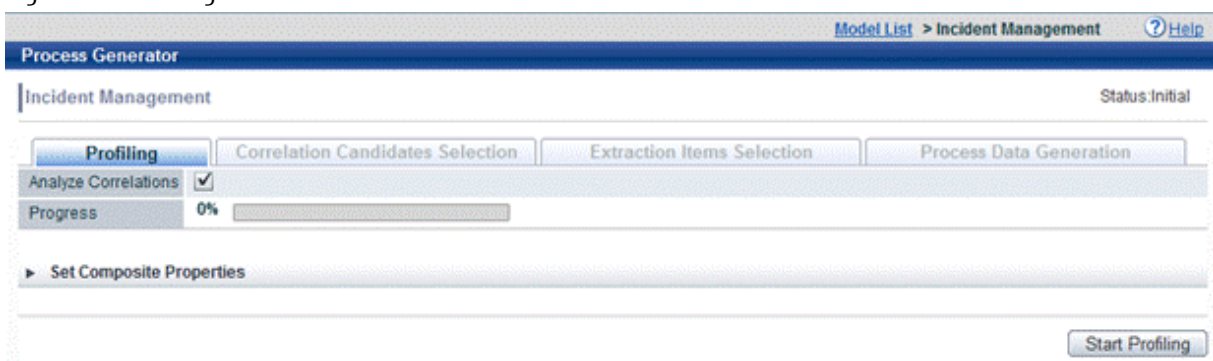 Model List > Incident Management ? Help
Process Generator
Incident Management Status:Initial
Profiling Correlation Candidates Selection Extraction Items Selection Process Data Generation
Analyze Correlations
Progress 0%
Set Composite Properties
Start Profiling